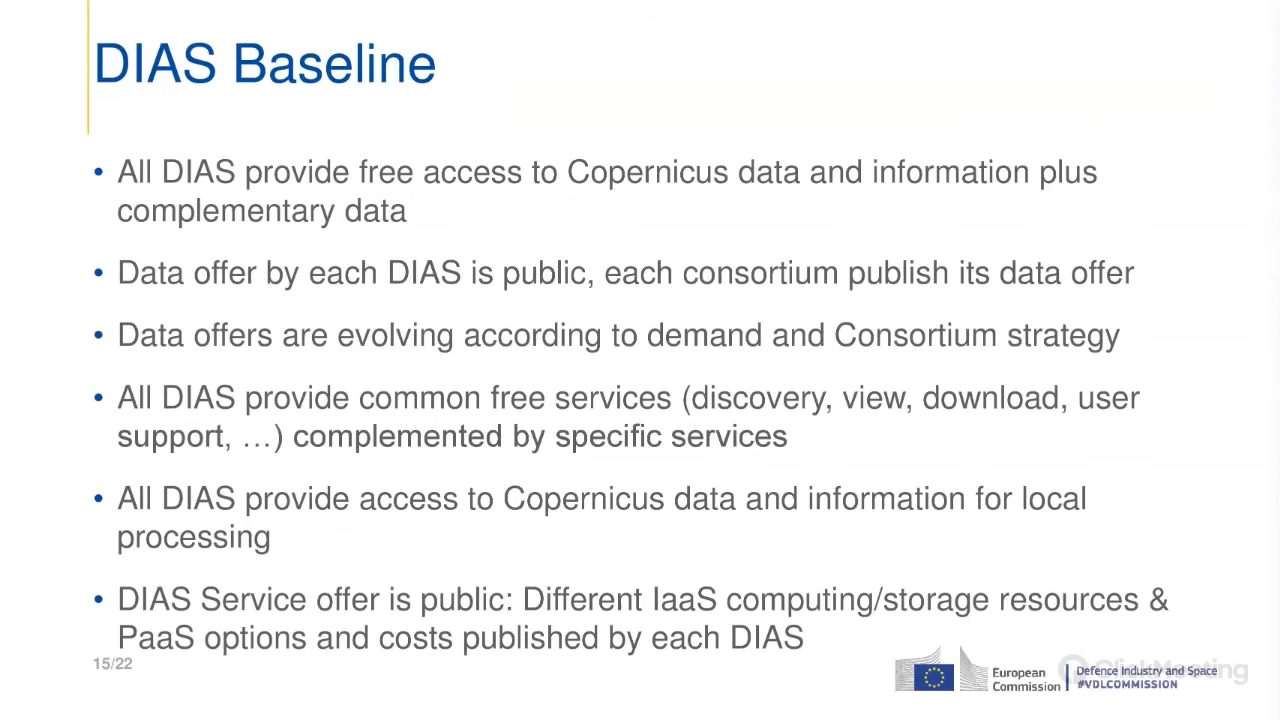 DIAS Baseline
• All DIAS provide free access to Copernicus data and information plus
complementary data
• Data offer by each DIAS is public, each consortium publish its data offer
• Data offers are evolving according to demand and Consortium strategy
• All DIAS provide common free services (discovery, view, download, user
support, …) complemented by specific services
• All DIAS provide access to Copernicus data and information for local
processing
• DIAS Service offer is public: Different IaaS computing/storage resources &
PaaS options and costs published by each DIAS
15/22
European
Commission
Defence Industry and Space
#VDLCOMMISSION
ClickMeeting